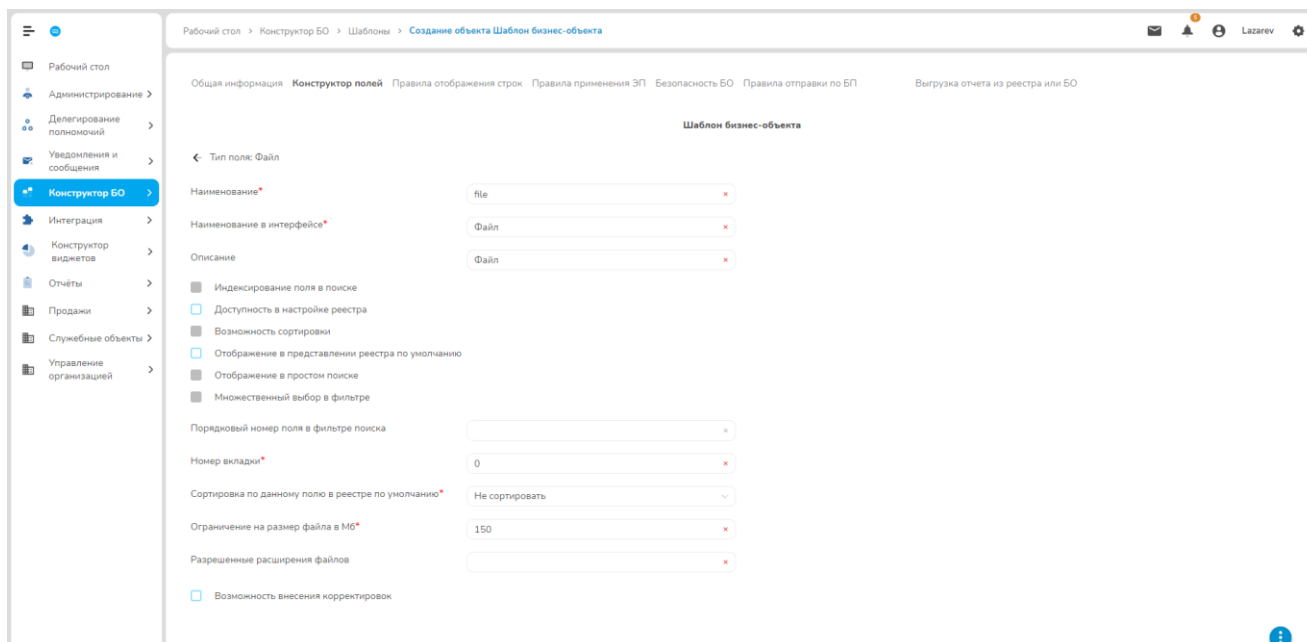 Рабочий стол > Конструктор БО > Шаблоны > Создание объекта Шаблон бизнес-объекта
5
Lazarev
Рабочий стол
Администрирование >
Делегирование
полномочий >
Уведомления и
сообщения >
Конструктор БО >
Интеграция >
Конструктор
виджетов >
Отчёты >
Продажи >
Служебные объекты >
Управление
организацией >
Общая информация Конструктор полей Правила отображения строк Правила применения ЭП Безопасность БО Правила отправки по БП Выгрузка отчета из реестра или БО
Шаблон бизнес-объекта
← Тип поля: Файл
Наименование* file ×
Наименование в интерфейсе* Файл ×
Описание Файл ×
Индексирование поля в поиске
Доступность в настройке реестра
Возможность сортировки
Отображение в представлении реестра по умолчанию
Отображение в простом поиске
Множественный выбор в фильтре
Порядковый номер поля в фильтре поиска ×
Номер вкладки* 0 ×
Сортировка по данному полю в реестре по умолчанию* Не сортировать
Ограничение на размер файла в Мб* 150 ×
Разрешенные расширения файлов ×
Возможность внесения корректировок